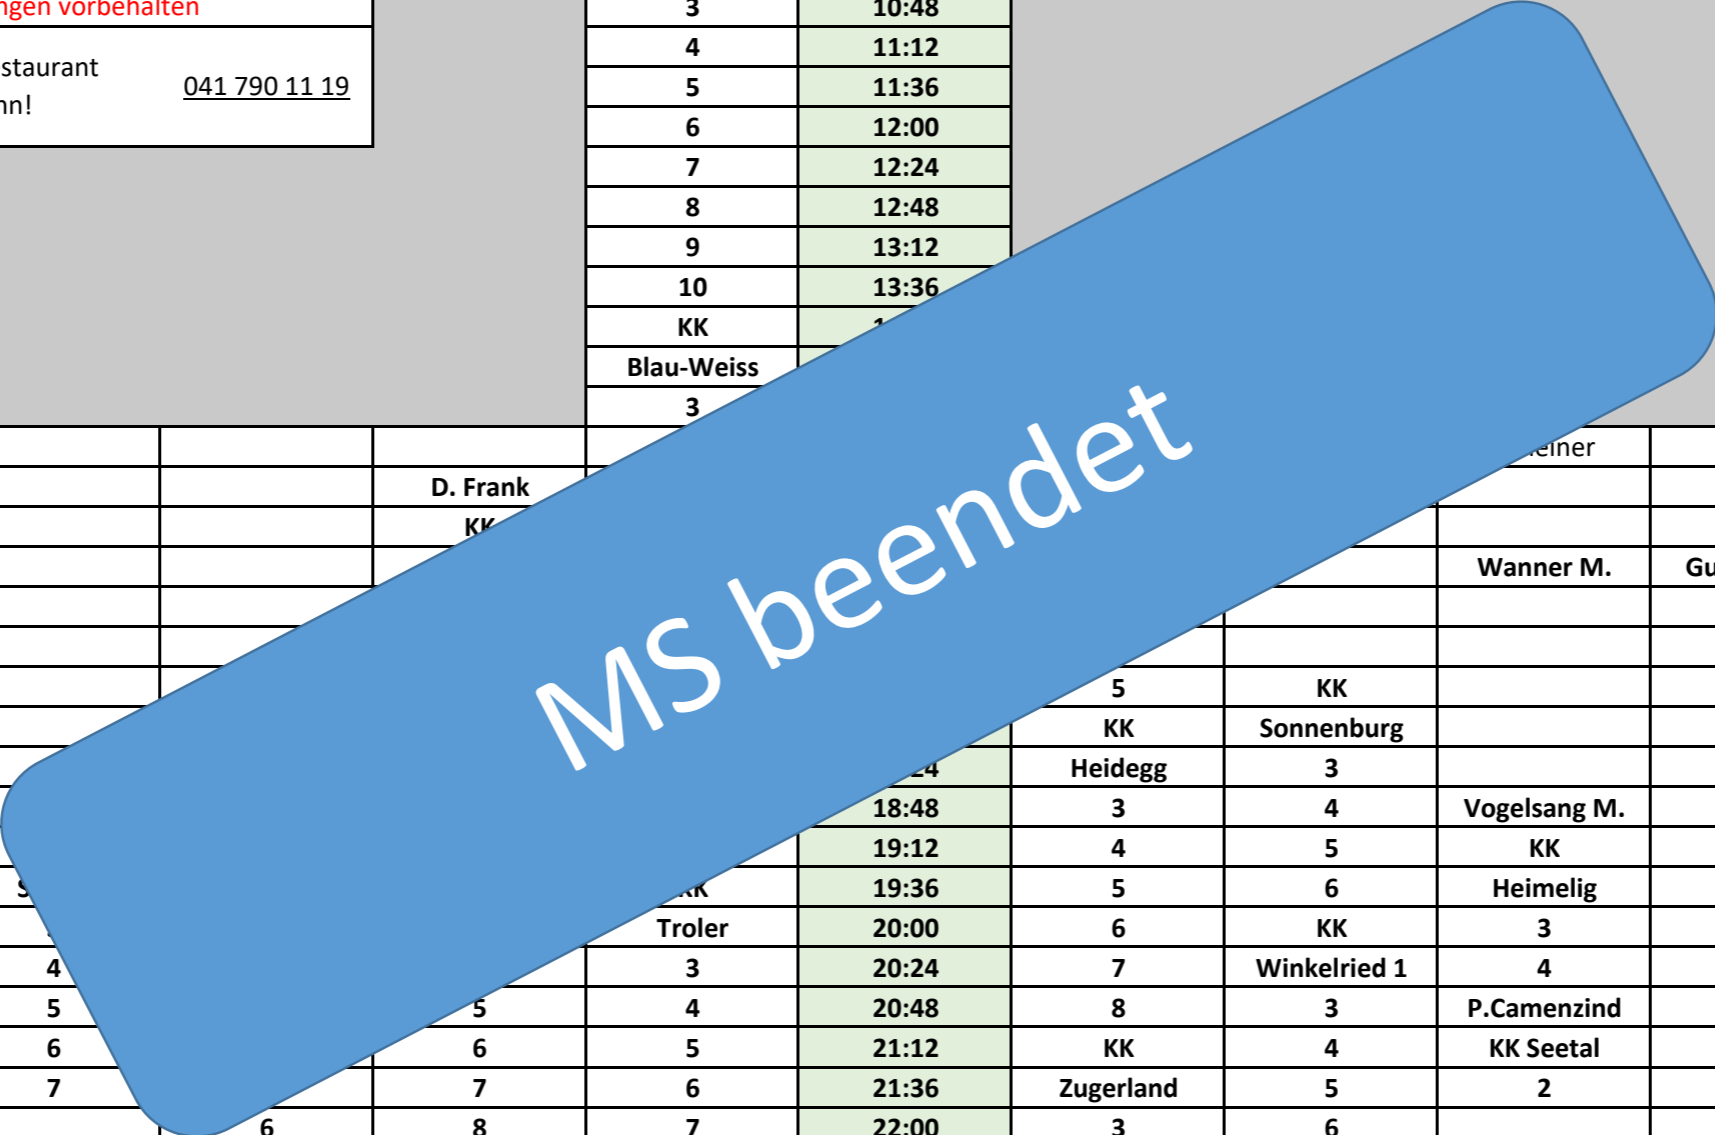 ngen vorbehalten
3 10:48
4 11:12
staurant
041 790 11 19
nn!
5 11:36
6 12:00
7 12:24
8 12:48
9 13:12
10 13:36
KK
Blau-Weiss
3
einer
D. Frank
KK
Wanner M. Gu
5 KK
KK Sonnenburg
24 Heidegg 3
18:48 3 4 Vogelsang M.
19:12 4 5 KK
KK 19:36 5 6 Heimelig
Troler 20:00 6 KK 3
4 3 20:24 7 Winkelried 1 4
5 5 4 20:48 8 3 P.Camenzind
6 6 5 21:12 KK 4 KK Seetal
7 7 6 21:36 Zugerland 5 2
6 8 7 22:00 3 6
MS beendet